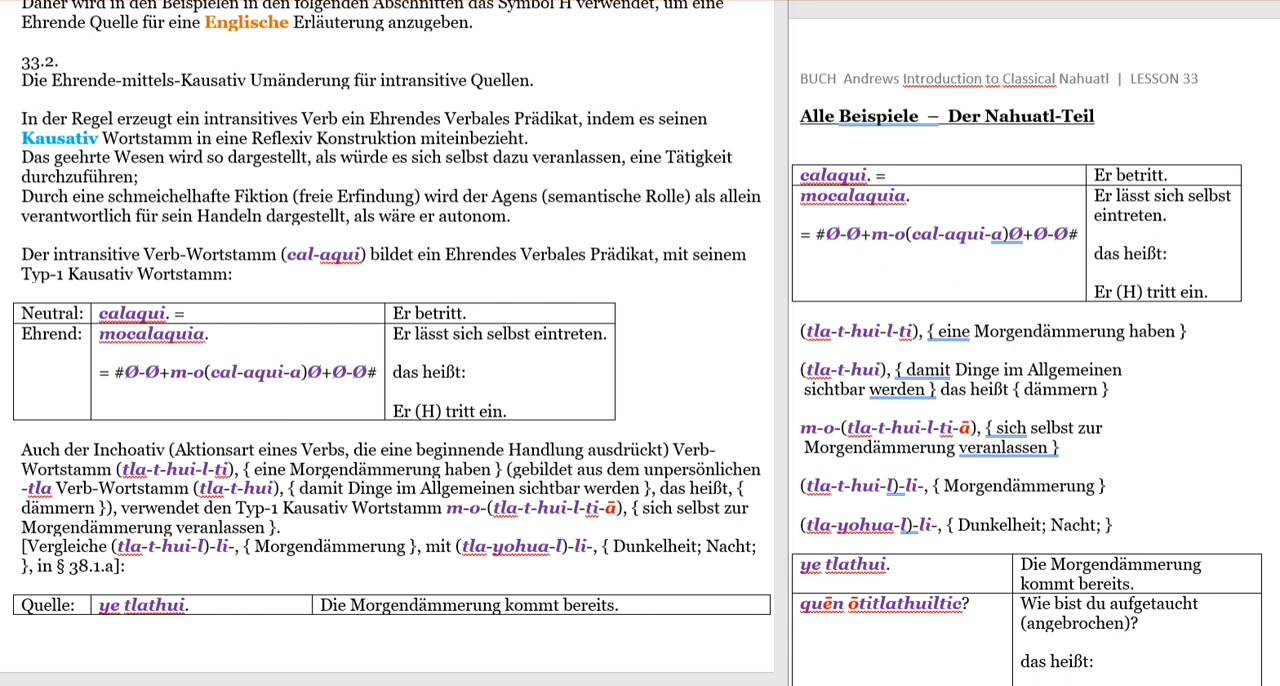 Daher wird in den Beispielen in den folgenden Abschnitten das Symbol H verwendet, um eine
Ehrende Quelle für eine Englische Erläuterung anzugeben.
33.2.
Die Ehrende-mittels-Kausativ Umänderung für intransitive Quellen.
In der Regel erzeugt ein intransitives Verb ein Ehrendes Verbales Prädikat, indem es seinen
Kausativ Wortstamm in eine Reflexiv Konstruktion miteinbezieht.
Das geehrte Wesen wird so dargestellt, als würde es sich selbst dazu veranlassen, eine Tätigkeit
durchzuführen;
Durch eine schmeichelhafte Fiktion (freie Erfindung) wird der Agens (semantische Rolle) als allein
verantwortlich für sein Handeln dargestellt, als wäre er autonom.
Der intransitive Verb-Wortstamm (cal-aqui) bildet ein Ehrendes Verbales Prädikat, mit seinem
Typ-1 Kausativ Wortstamm:
Neutral: calaqui. = Er betritt.
Ehrend: mocalaquia. Er lässt sich selbst eintreten.
= #Ø-Ø+m-o(cal-aqui-a)Ø+Ø-Ø# das heißt:
Er (H) tritt ein.
Auch der Inchoativ (Aktionsart eines Verbs, die eine beginnende Handlung ausdrückt) Verb-
Wortstamm (tla-t-hui-l-ti), { eine Morgendämmerung haben } (gebildet aus dem unpersönlichen
-tla Verb-Wortstamm (tla-t-hui), { damit Dinge im Allgemeinen sichtbar werden }, das heißt, {
dämmern }), verwendet den Typ-1 Kausativ Wortstamm m-o-(tla-t-hui-l-ti-ā), { sich selbst zur
Morgendämmerung veranlassen }.
[Vergleiche (tla-t-hui-l)-li-, { Morgendämmerung }, mit (tla-yohua-l)-li-, { Dunkelheit; Nacht;
}, in § 38.1.a]:
Quelle: ye tlathui. Die Morgendämmerung kommt bereits.
BUCH Andrews Introduction to Classical Nahuatl | LESSON 33
Alle Beispiele – Der Nahuatl-Teil
calaqui. = Er betritt.
mocalaquia. Er lässt sich selbst
eintreten.
= #Ø-Ø+m-o(cal-aqui-a)Ø+Ø-Ø#
das heißt:
Er (H) tritt ein.
(tla-t-hui-l-ti), { eine Morgendämmerung haben }
(tla-t-hui), { damit Dinge im Allgemeinen
sichtbar werden } das heißt { dämmern }
m-o-(tla-t-hui-l-ti-ā), { sich selbst zur
Morgendämmerung veranlassen }
(tla-t-hui-l)-li-, { Morgendämmerung }
(tla-yohua-l)-li-, { Dunkelheit; Nacht; }
ye tlathui. Die Morgendämmerung
kommt bereits.
quēn ōtitlathuiltic? Wie bist du aufgetaucht
(angebrochen)?
das heißt: